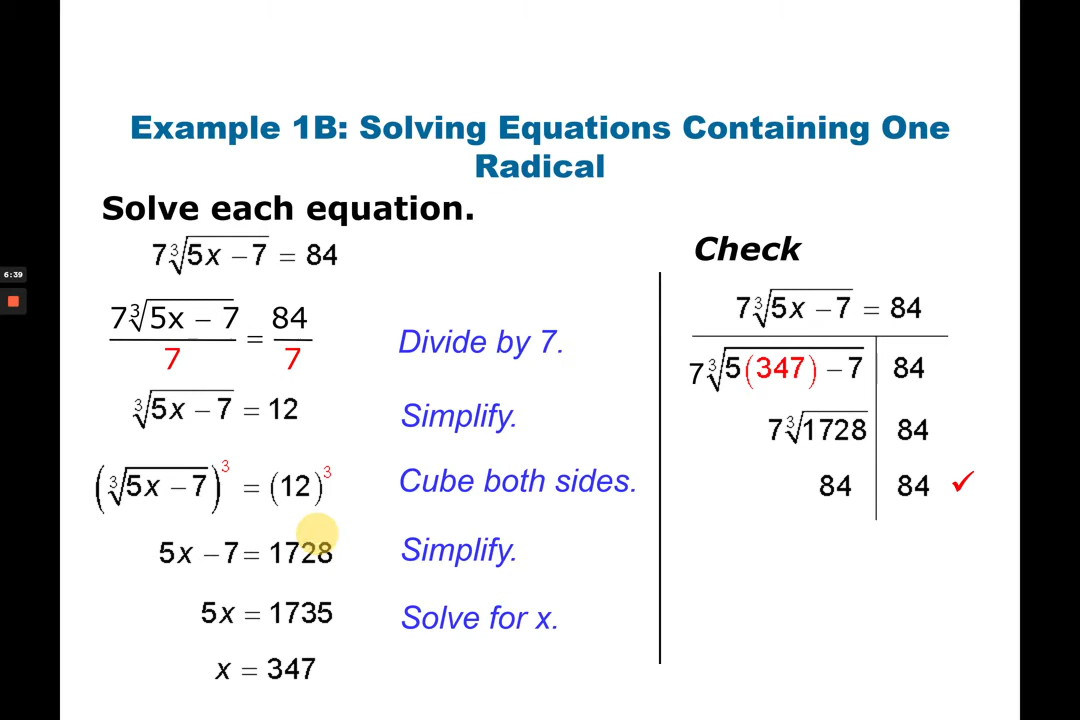 Example 1B: Solving Equations Containing One
Radical
Solve each equation.
7∛(5x − 7) = 84
6:39
7∛(5x − 7)/7 = 84/7
Divide by 7.
∛(5x − 7) = 12
Simplify.
(∛(5x − 7))³ = (12)³
Cube both sides.
5x − 7 = 1728
Simplify.
5x = 1735
Solve for x.
x = 347
Check
7∛(5x − 7) = 84
7∛(5(347) − 7) | 84
7∛1728 | 84
84 | 84 ✓